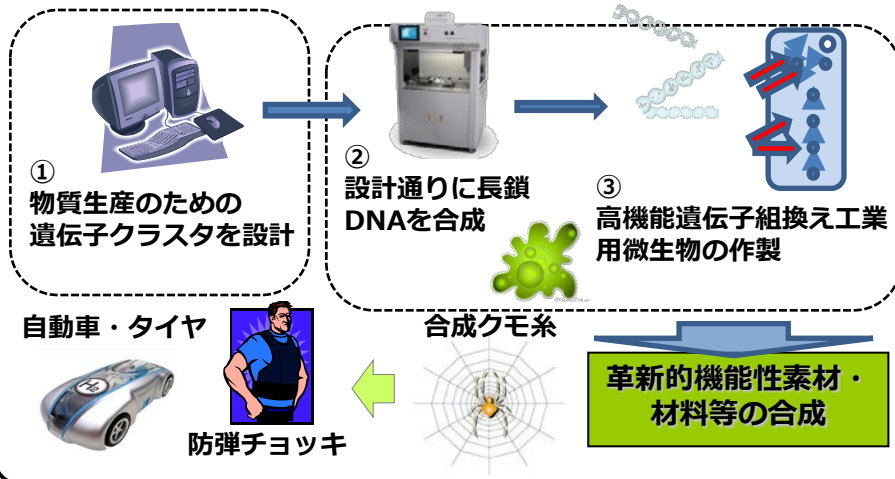 ①
物質生産のための
遺伝子クラスタを設計
②
設計通りに長鎖
DNAを合成
③
高機能遺伝子組換え工業
用微生物の作製
自動車・タイヤ
防弾チョッキ
合成クモ糸
革新的機能性素材・
材料等の合成